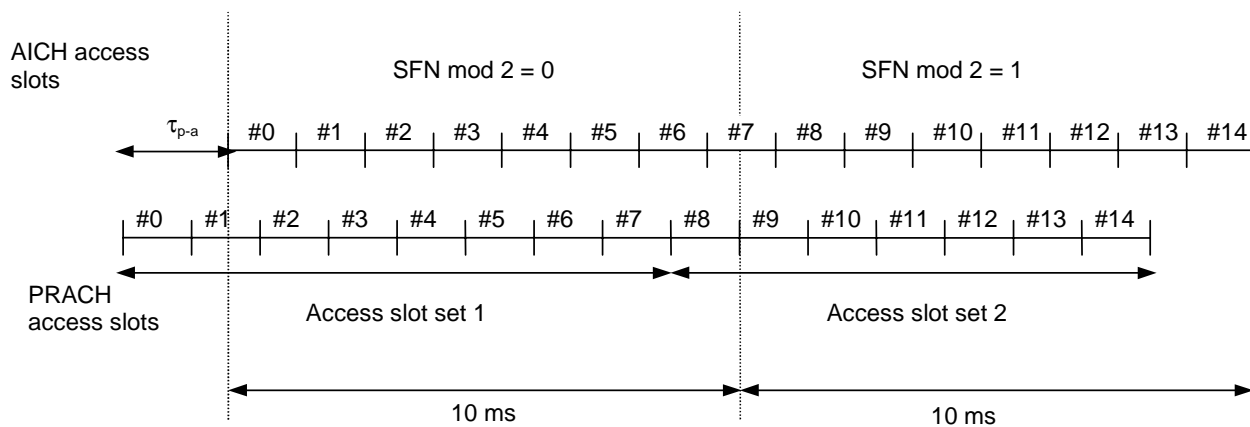 AICH access
slots
SFN mod 2 = 0
SFN mod 2 = 1
τp-a
#0 #1 #2 #3 #4 #5 #6 #7 #8 #9 #10 #11 #12 #13 #14
#0 #1 #2 #3 #4 #5 #6 #7 #8 #9 #10 #11 #12 #13 #14
PRACH
access slots
Access slot set 1
Access slot set 2
10 ms
10 ms